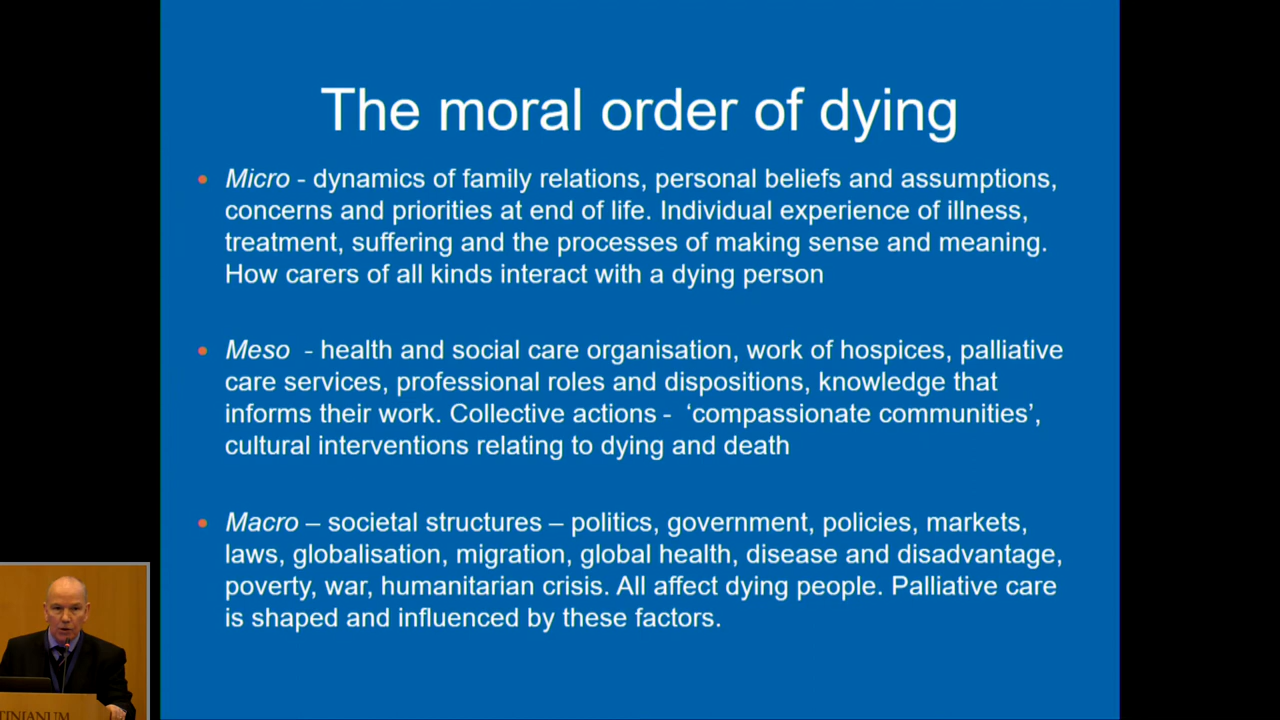 The moral order of dying
• Micro - dynamics of family relations, personal beliefs and assumptions,
concerns and priorities at end of life. Individual experience of illness,
treatment, suffering and the processes of making sense and meaning.
How carers of all kinds interact with a dying person
• Meso - health and social care organisation, work of hospices, palliative
care services, professional roles and dispositions, knowledge that
informs their work. Collective actions - ‘compassionate communities’,
cultural interventions relating to dying and death
• Macro – societal structures – politics, government, policies, markets,
laws, globalisation, migration, global health, disease and disadvantage,
poverty, war, humanitarian crisis. All affect dying people. Palliative care
is shaped and influenced by these factors.
TINIANUM